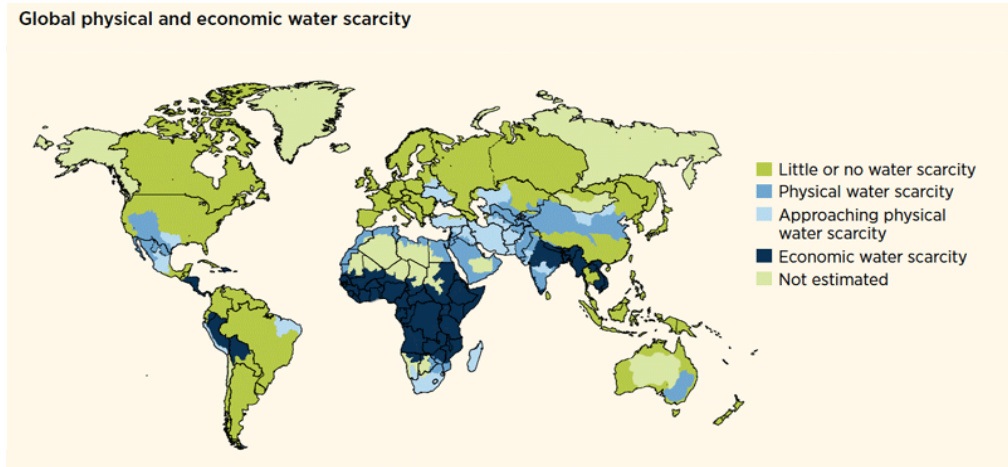 Global physical and economic water scarcity
Little or no water scarcity
Physical water scarcity
Approaching physical
water scarcity
Economic water scarcity
Not estimated